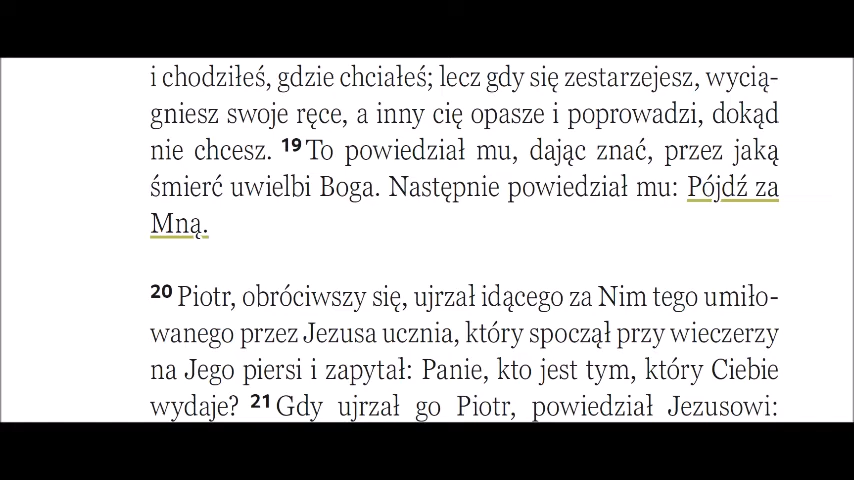 i chodziłeś, gdzie chciałeś; lecz gdy się zestarzejesz, wycią-
gniesz swoje ręce, a inny cię opasze i poprowadzi, dokąd
nie chcesz. 19 To powiedział mu, dając znać, przez jaką
śmierć uwielbi Boga. Następnie powiedział mu: Pójdź za
Mną.
20 Piotr, obróciwszy się, ujrzał idącego za Nim tego umiło-
wanego przez Jezusa ucznia, który spoczął przy wieczerzy
na Jego piersi i zapytał: Panie, kto jest tym, który Ciebie
wydaje? 21 Gdy ujrzał go Piotr, powiedział Jezusowi: